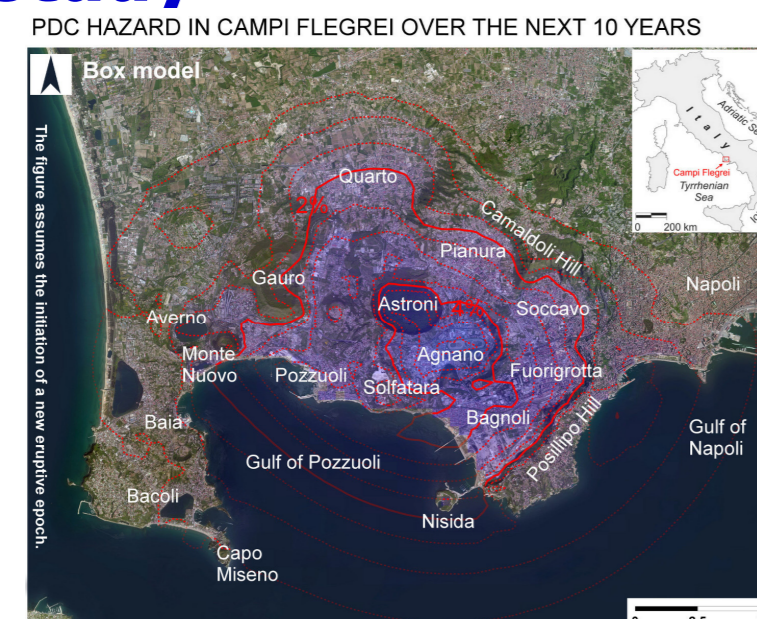 PDC HAZARD IN CAMPI FLEGREI OVER THE NEXT 10 YEARS
Box model
The figure assumes the initiation of a new eruptive epoch.
Italy
Adriatic
Campi Flegrei
Tyrrhenian
Sea
0 200 km
Quarto
2%
Camaldoli Hill
Pianura
Gauro
Napoli
Astroni
4%
Soccavo
Averno
Monte
Nuovo
Agnano
Pozzuoli
Solfatara
Fuorigrotta
Baia
Bagnoli
Posillipo Hill
Gulf of
Napoli
Gulf of Pozzuoli
Bacoli
Nisida
Capo
Miseno